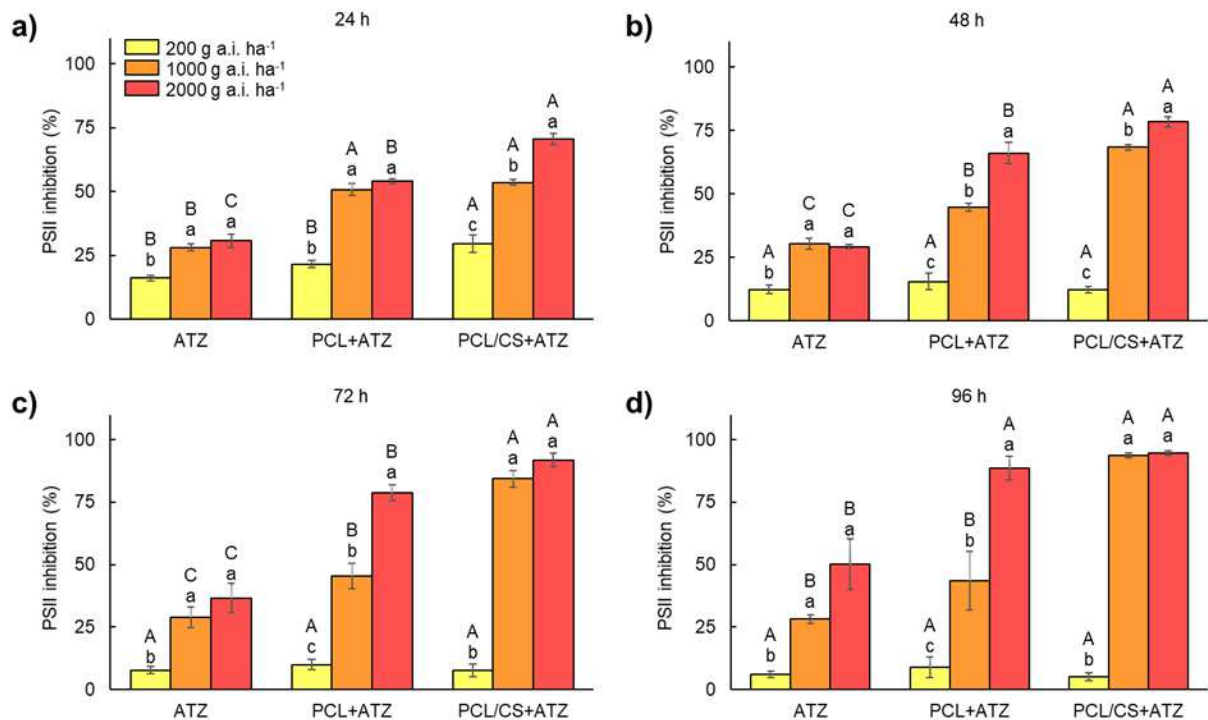 a)
24 h
200 g a.i. ha⁻¹
1000 g a.i. ha⁻¹
2000 g a.i. ha⁻¹
PSII inhibition (%)
100
75
50
25
0
B B C A B A A A
b a a B a a A b a
b c
ATZ PCL+ATZ PCL/CS+ATZ
b)
48 h
PSII inhibition (%)
100
75
50
25
0
A C C A B B A A A
b a a c b a c b a
ATZ PCL+ATZ PCL/CS+ATZ
c)
72 h
PSII inhibition (%)
100
75
50
25
0
A C C A B B A A A
b a a c b a b a a
ATZ PCL+ATZ PCL/CS+ATZ
d)
96 h
PSII inhibition (%)
100
75
50
25
0
A B B A B A A A A
b a a c b a b a a
ATZ PCL+ATZ PCL/CS+ATZ